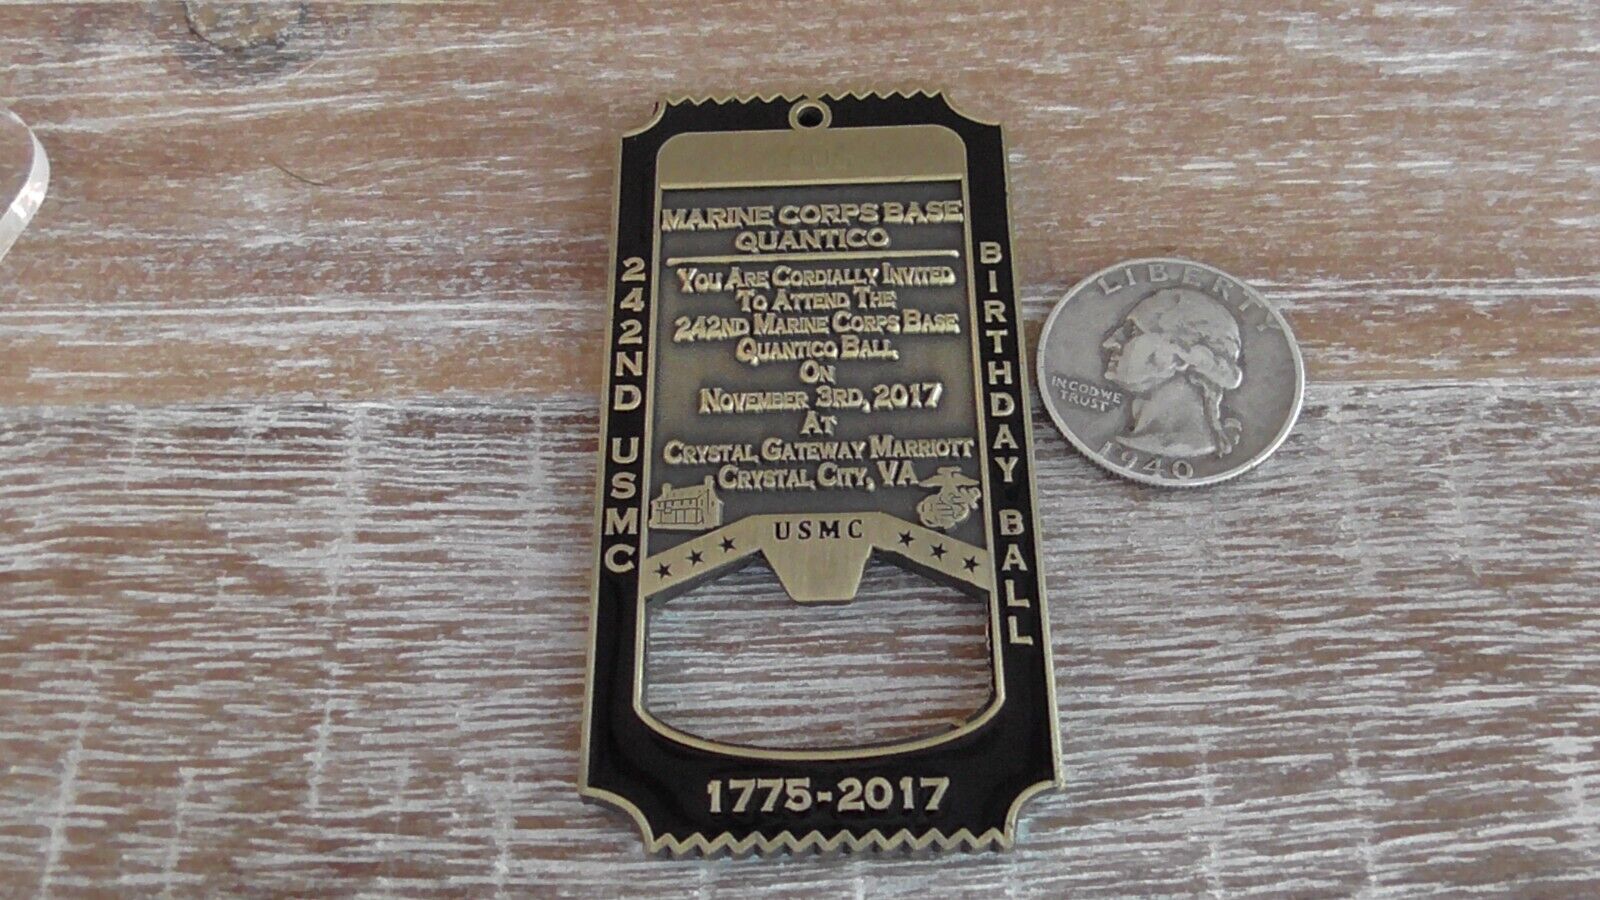 MARINE CORPS BASE
QUANTICO
YOU ARE CORDIALLY INVITED
TO ATTEND THE
242ND MARINE CORPS BASE
QUANTICO BALL
ON
NOVEMBER 3RD, 2017
AT
CRYSTAL GATEWAY MARRIOTT
CRYSTAL CITY, VA
USMC
242ND USMC
BIRTHDAY BALL
1775-2017
LIBERTY
IN GOD WE
TRUST
1940